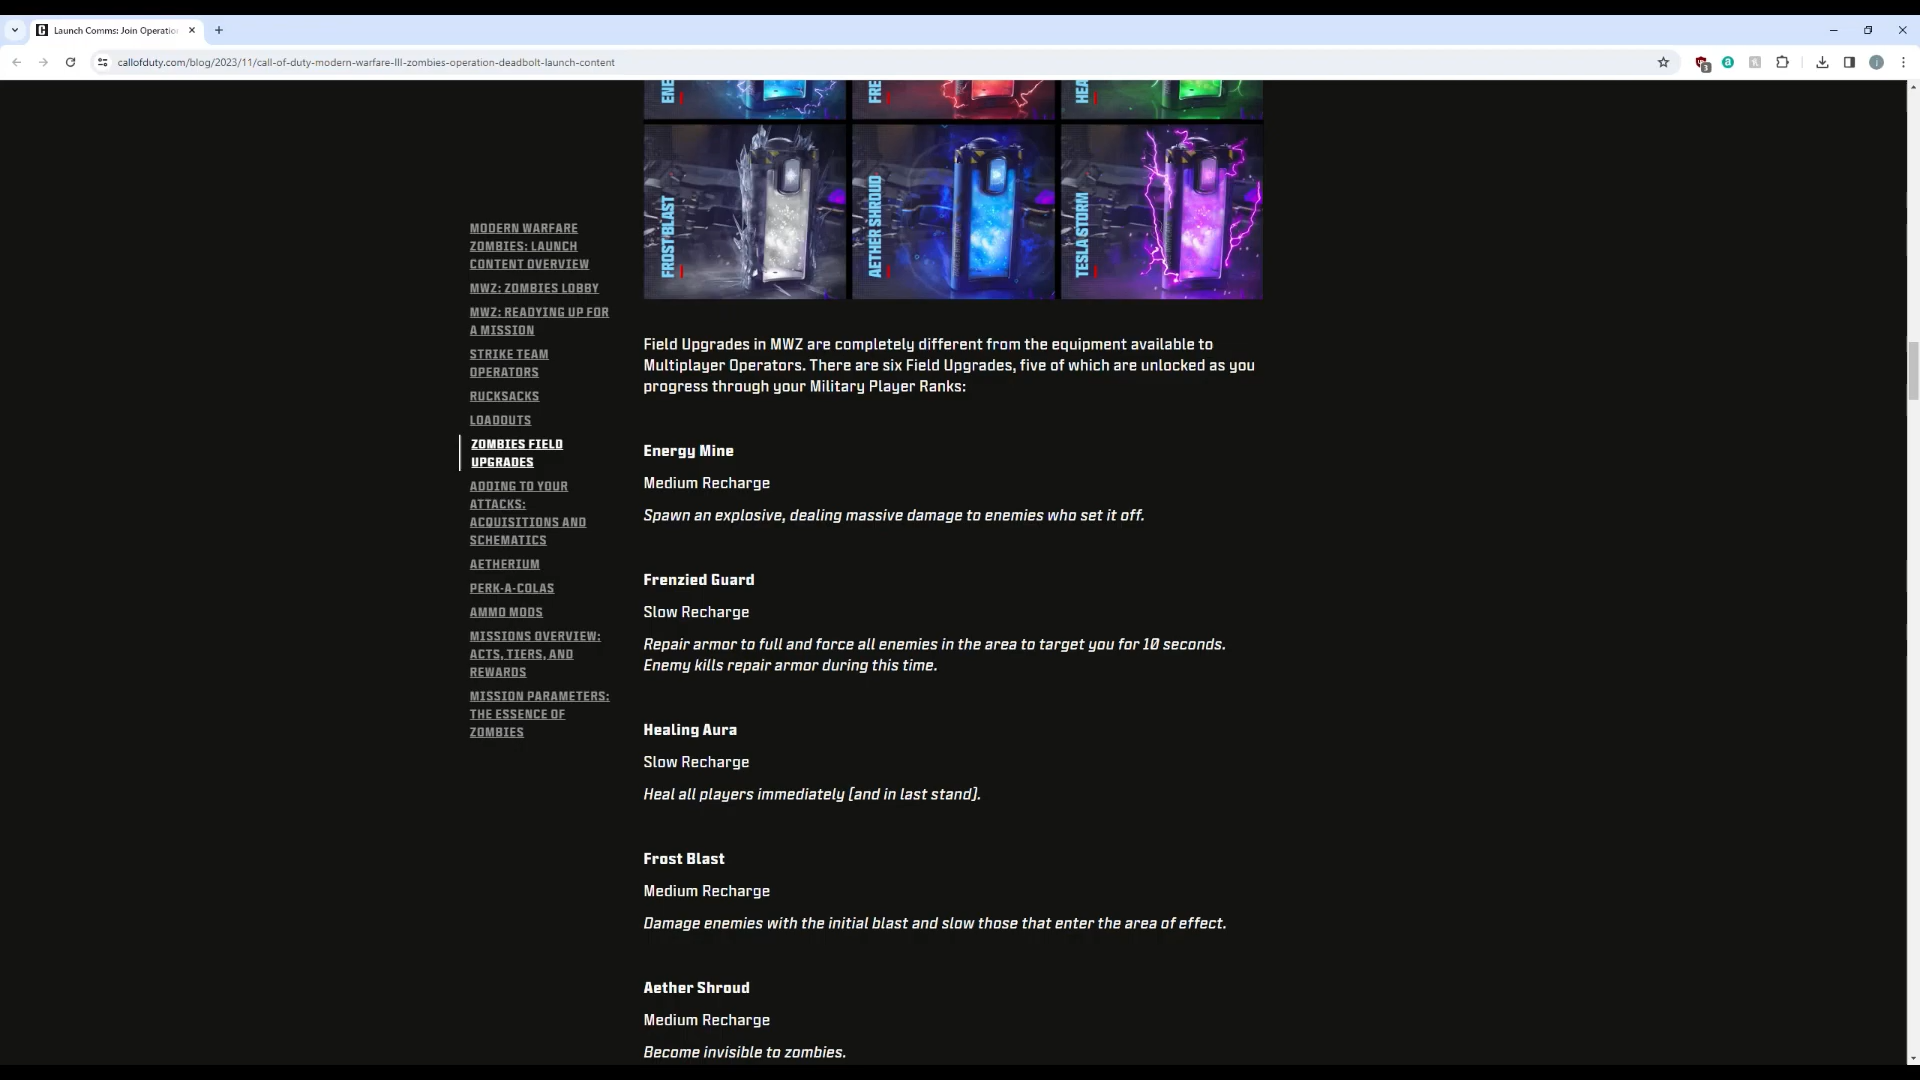 Launch Comms: Join Operatio
callofduty.com/blog/2023/11/call-of-duty-modern-warfare-III-zombies-operation-deadbolt-launch-content
3
ENE
FRE
HEA
FROST BLAST
AETHER SHROUD
TESLA STORM
MODERN WARFARE
ZOMBIES: LAUNCH
CONTENT OVERVIEW
MWZ: ZOMBIES LOBBY
MWZ: READYING UP FOR
A MISSION
STRIKE TEAM
OPERATORS
RUCKSACKS
LOADOUTS
ZOMBIES FIELD
UPGRADES
ADDING TO YOUR
ATTACKS:
ACQUISITIONS AND
SCHEMATICS
AETHERIUM
PERK-A-COLAS
AMMO MODS
MISSIONS OVERVIEW:
ACTS, TIERS, AND
REWARDS
MISSION PARAMETERS:
THE ESSENCE OF
ZOMBIES
Field Upgrades in MWZ are completely different from the equipment available to
Multiplayer Operators. There are six Field Upgrades, five of which are unlocked as you
progress through your Military Player Ranks:
Energy Mine
Medium Recharge
Spawn an explosive, dealing massive damage to enemies who set it off.
Frenzied Guard
Slow Recharge
Repair armor to full and force all enemies in the area to target you for 10 seconds.
Enemy kills repair armor during this time.
Healing Aura
Slow Recharge
Heal all players immediately [and in last stand].
Frost Blast
Medium Recharge
Damage enemies with the initial blast and slow those that enter the area of effect.
Aether Shroud
Medium Recharge
Become invisible to zombies.